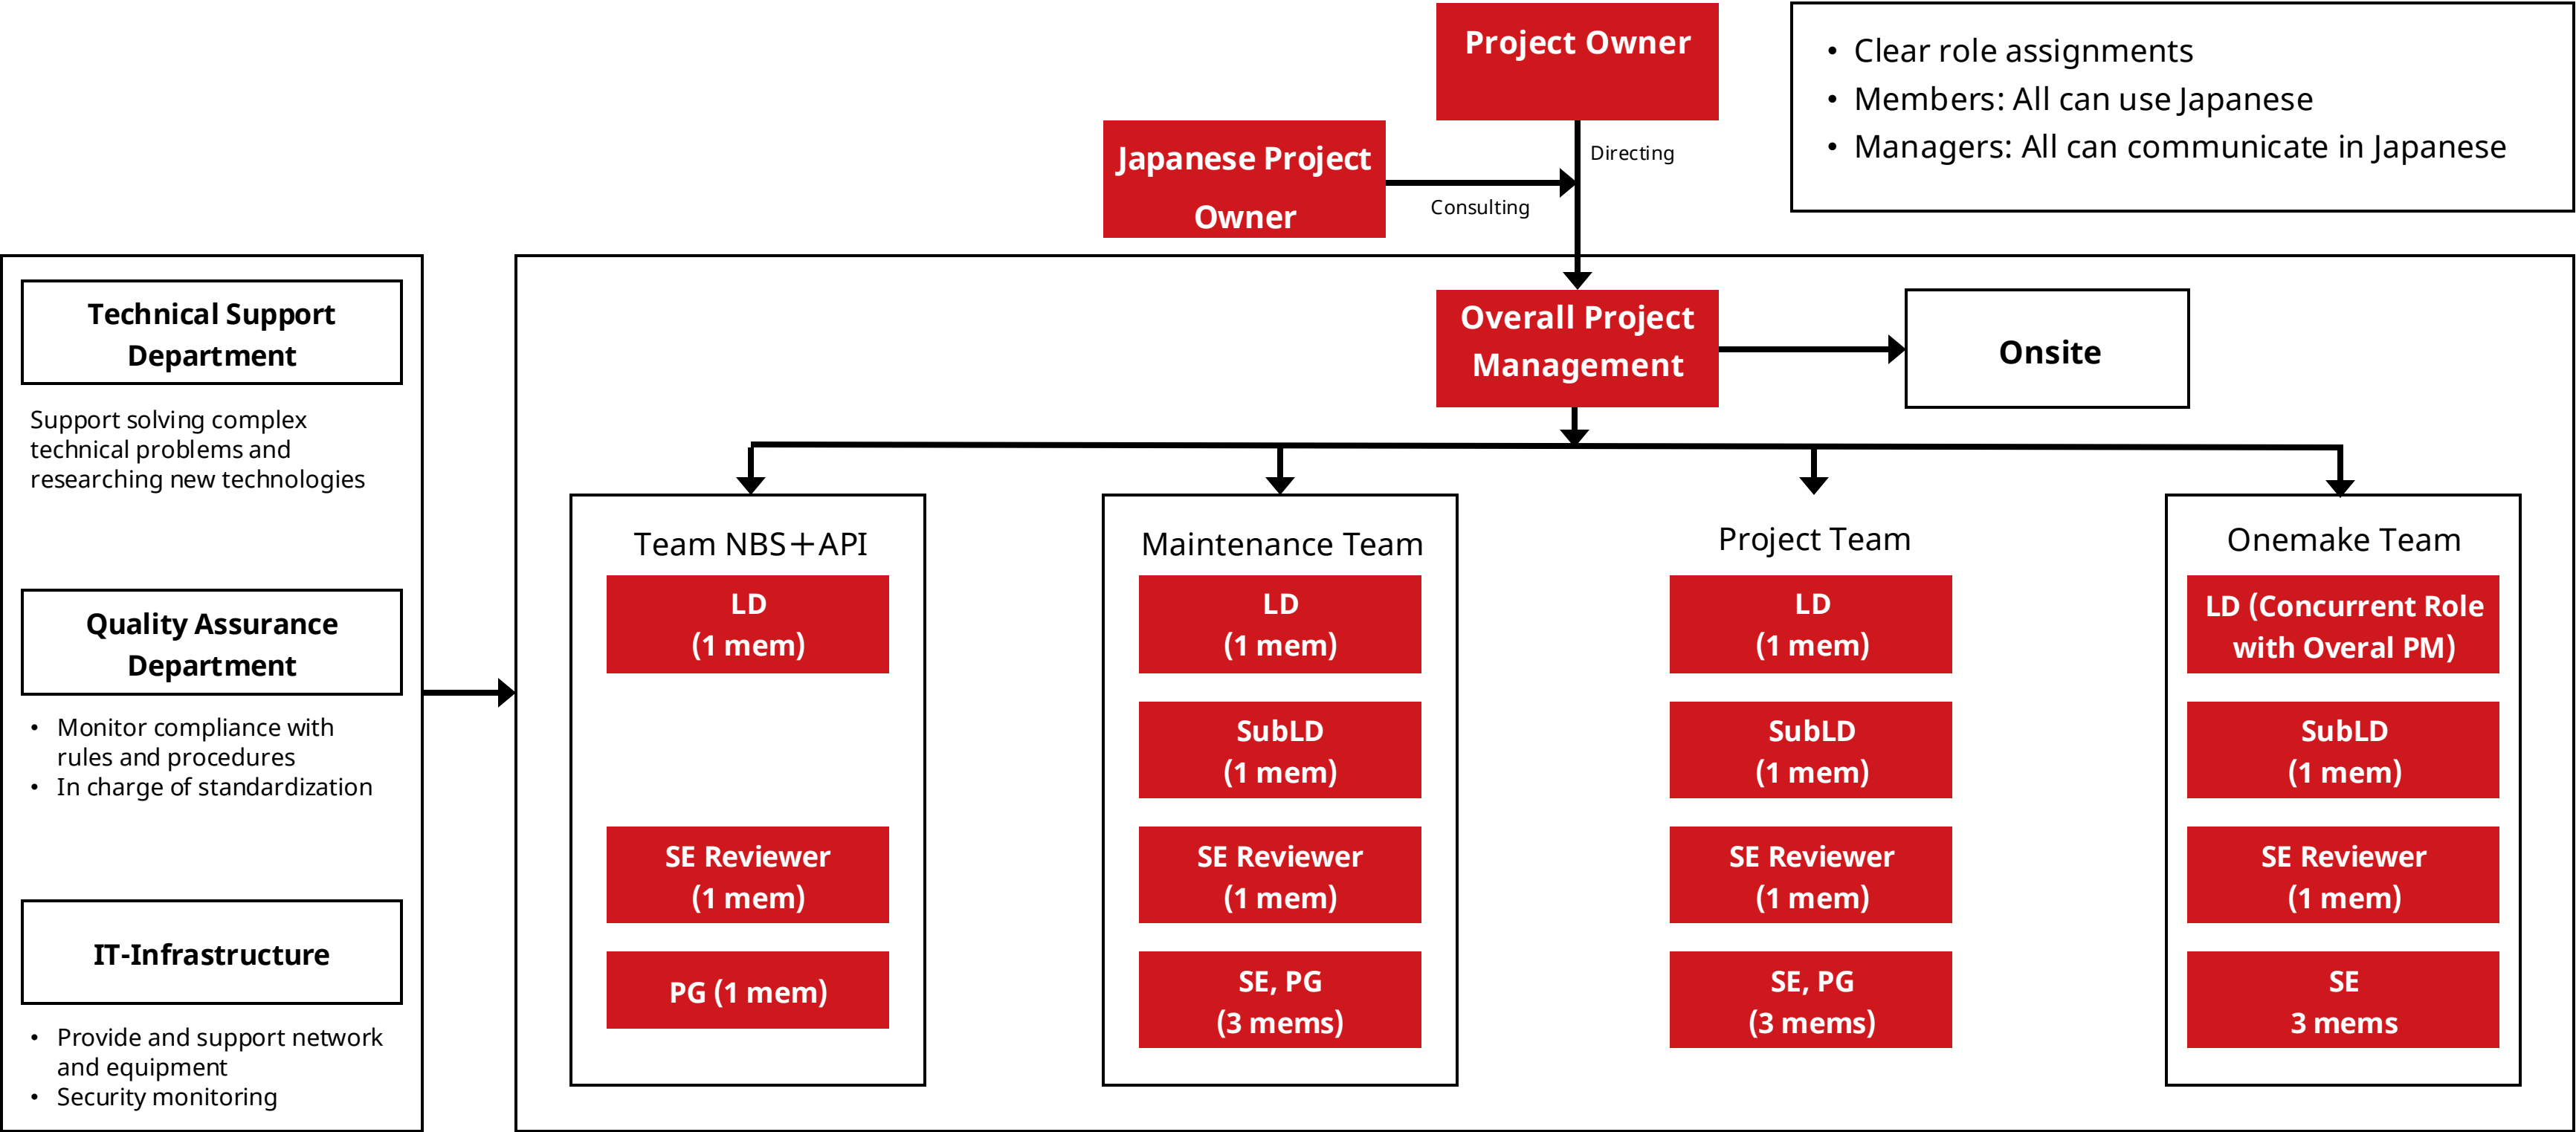 Project Owner
• Clear role assignments
• Members: All can use Japanese
• Managers: All can communicate in Japanese
Directing
Japanese Project
Owner
Consulting
Technical Support
Department
Support solving complex
technical problems and
researching new technologies
Quality Assurance
Department
• Monitor compliance with
rules and procedures
• In charge of standardization
IT-Infrastructure
• Provide and support network
and equipment
• Security monitoring
Overall Project
Management
Onsite
Team NBS＋API
LD
(1 mem)
SE Reviewer
(1 mem)
PG (1 mem)
Maintenance Team
LD
(1 mem)
SubLD
(1 mem)
SE Reviewer
(1 mem)
SE, PG
(3 mems)
Project Team
LD
(1 mem)
SubLD
(1 mem)
SE Reviewer
(1 mem)
SE, PG
(3 mems)
Onemake Team
LD (Concurrent Role
with Overal PM)
SubLD
(1 mem)
SE Reviewer
(1 mem)
SE
3 mems